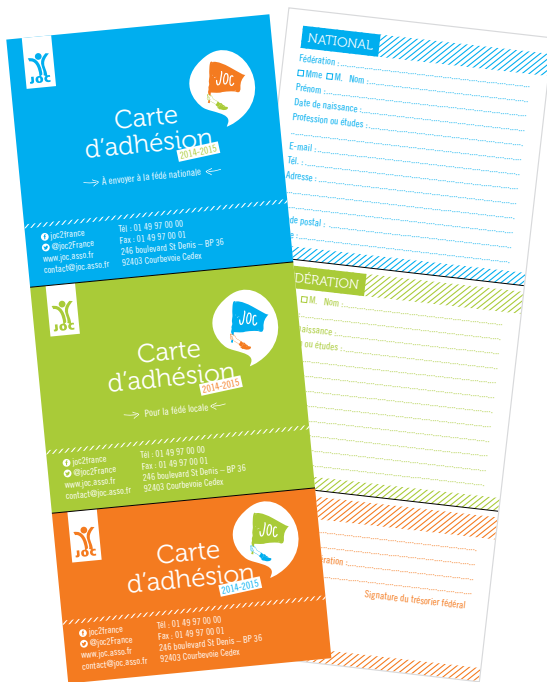 JOC
JOC
Carte
d'adhésion
2014-2015
À envoyer à la fédé nationale
joc2france
@joc2France
www.joc.asso.fr
contact@joc.asso.fr
Tél : 01 49 97 00 00
Fax : 01 49 97 00 01
246 boulevard St Denis – BP 36
92403 Courbevoie Cedex
JOC
JOC
Carte
d'adhésion
2014-2015
Pour la fédé locale
joc2france
@joc2France
www.joc.asso.fr
contact@joc.asso.fr
Tél : 01 49 97 00 00
Fax : 01 49 97 00 01
246 boulevard St Denis – BP 36
92403 Courbevoie Cedex
JOC
JOC
Carte
d'adhésion
2014-2015
joc2france
@joc2France
www.joc.asso.fr
contact@joc.asso.fr
Tél : 01 49 97 00 00
Fax : 01 49 97 00 01
246 boulevard St Denis – BP 36
92403 Courbevoie Cedex
NATIONAL
Fédération :
Mme M. Nom :
Prénom :
Date de naissance :
Profession ou études :
E-mail :
Tél. :
Adresse :
de postal :
e :
DÉRATION
M. Nom :
naissance :
ou études :
ération :
Signature du trésorier fédéral